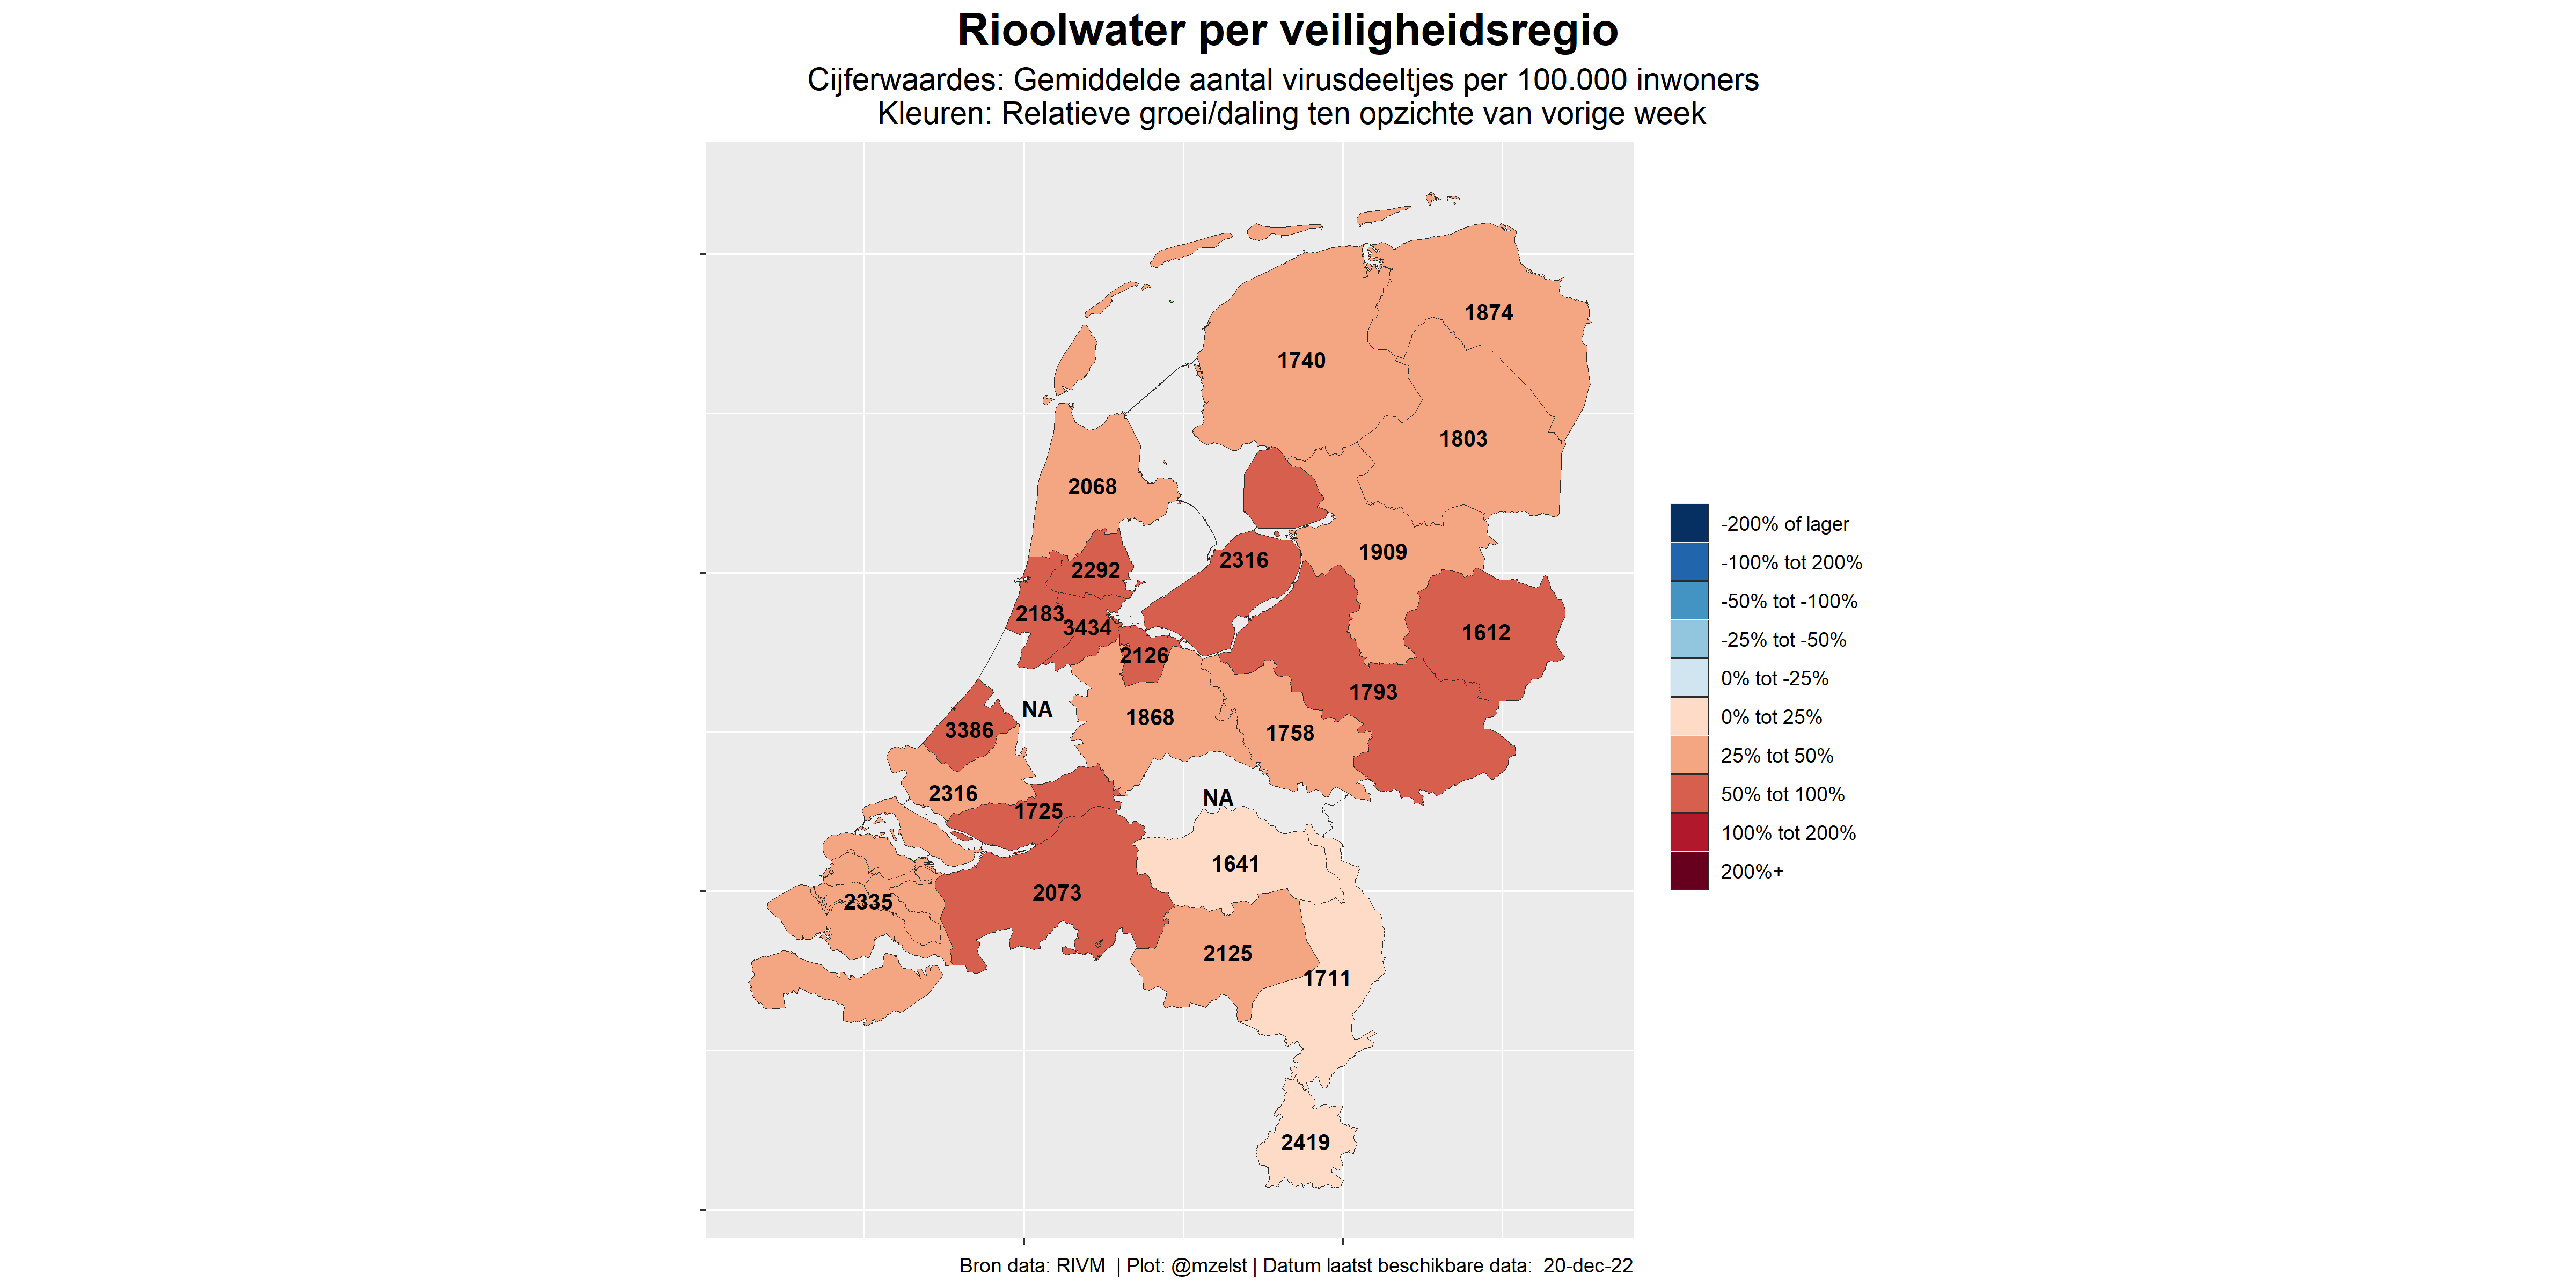 Rioolwater per veiligheidsregio
Cijferwaardes: Gemiddelde aantal virusdeeltjes per 100.000 inwoners
Kleuren: Relatieve groei/daling ten opzichte van vorige week
1874
1740
1803
2068
1909
2316
2292
2183
3434
1612
2126
1793
NA
1868
3386
1758
2316
NA
1725
1641
2073
2335
2125
1711
2419
-200% of lager
-100% tot 200%
-50% tot -100%
-25% tot -50%
0% tot -25%
0% tot 25%
25% tot 50%
50% tot 100%
100% tot 200%
200%+
Bron data: RIVM | Plot: @mzelst | Datum laatst beschikbare data: 20-dec-22